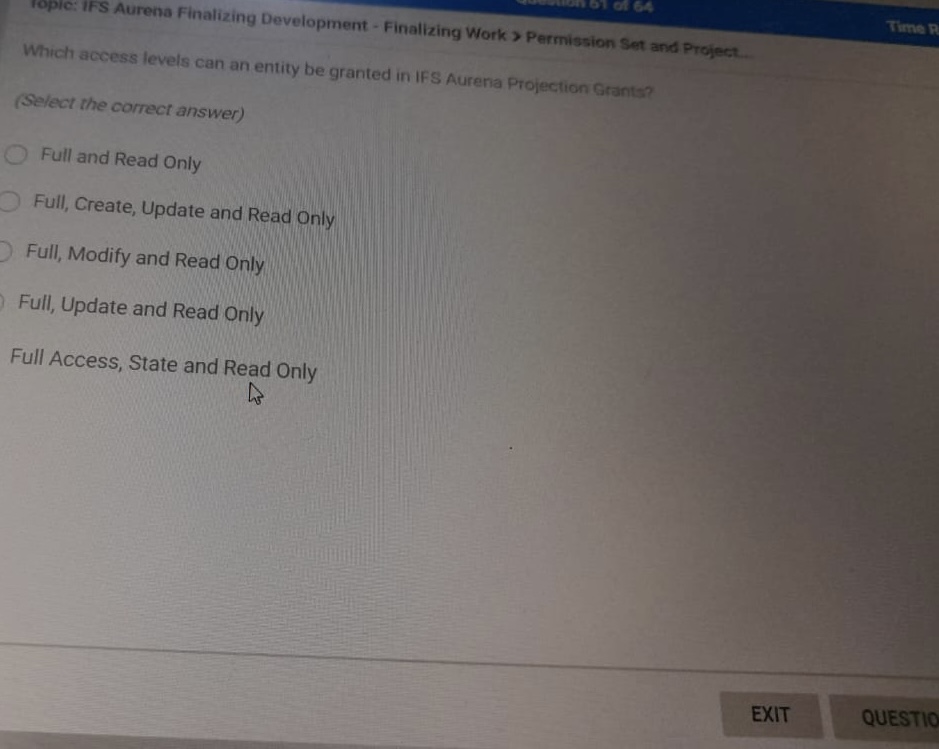 Question 61 of 64
Time R
Topic: IFS Aurena Finalizing Development - Finalizing Work > Permission Set and Project...
Which access levels can an entity be granted in IFS Aurena Projection Grants?
(Select the correct answer)
Full and Read Only
Full, Create, Update and Read Only
Full, Modify and Read Only
Full, Update and Read Only
Full Access, State and Read Only
EXIT
QUESTIO